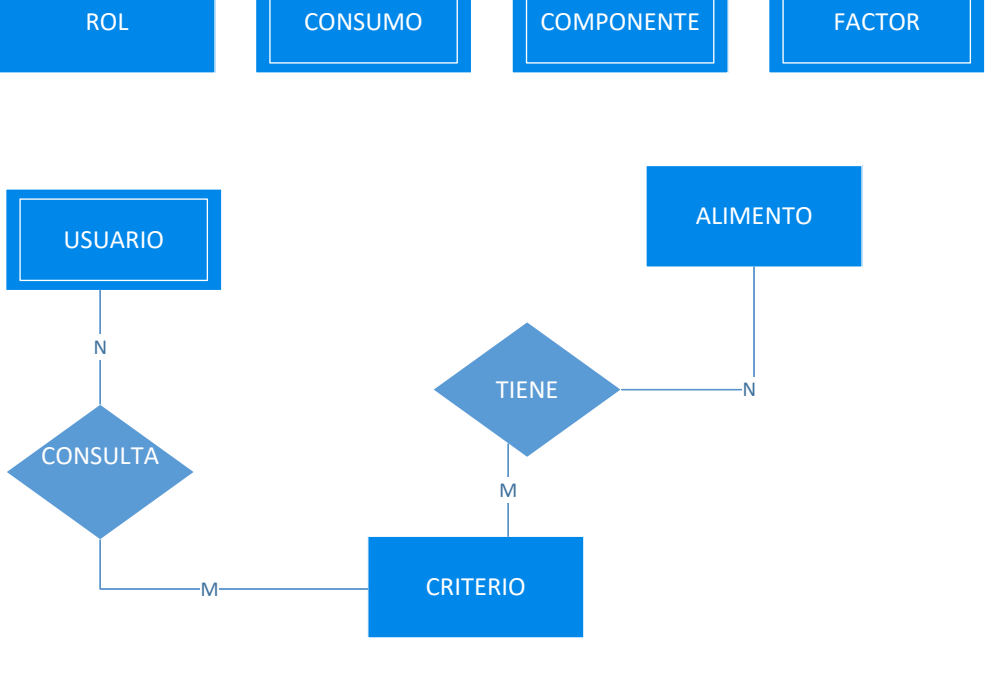 ROL
CONSUMO
COMPONENTE
FACTOR
USUARIO
ALIMENTO
N
TIENE
N
CONSULTA
M
M
CRITERIO